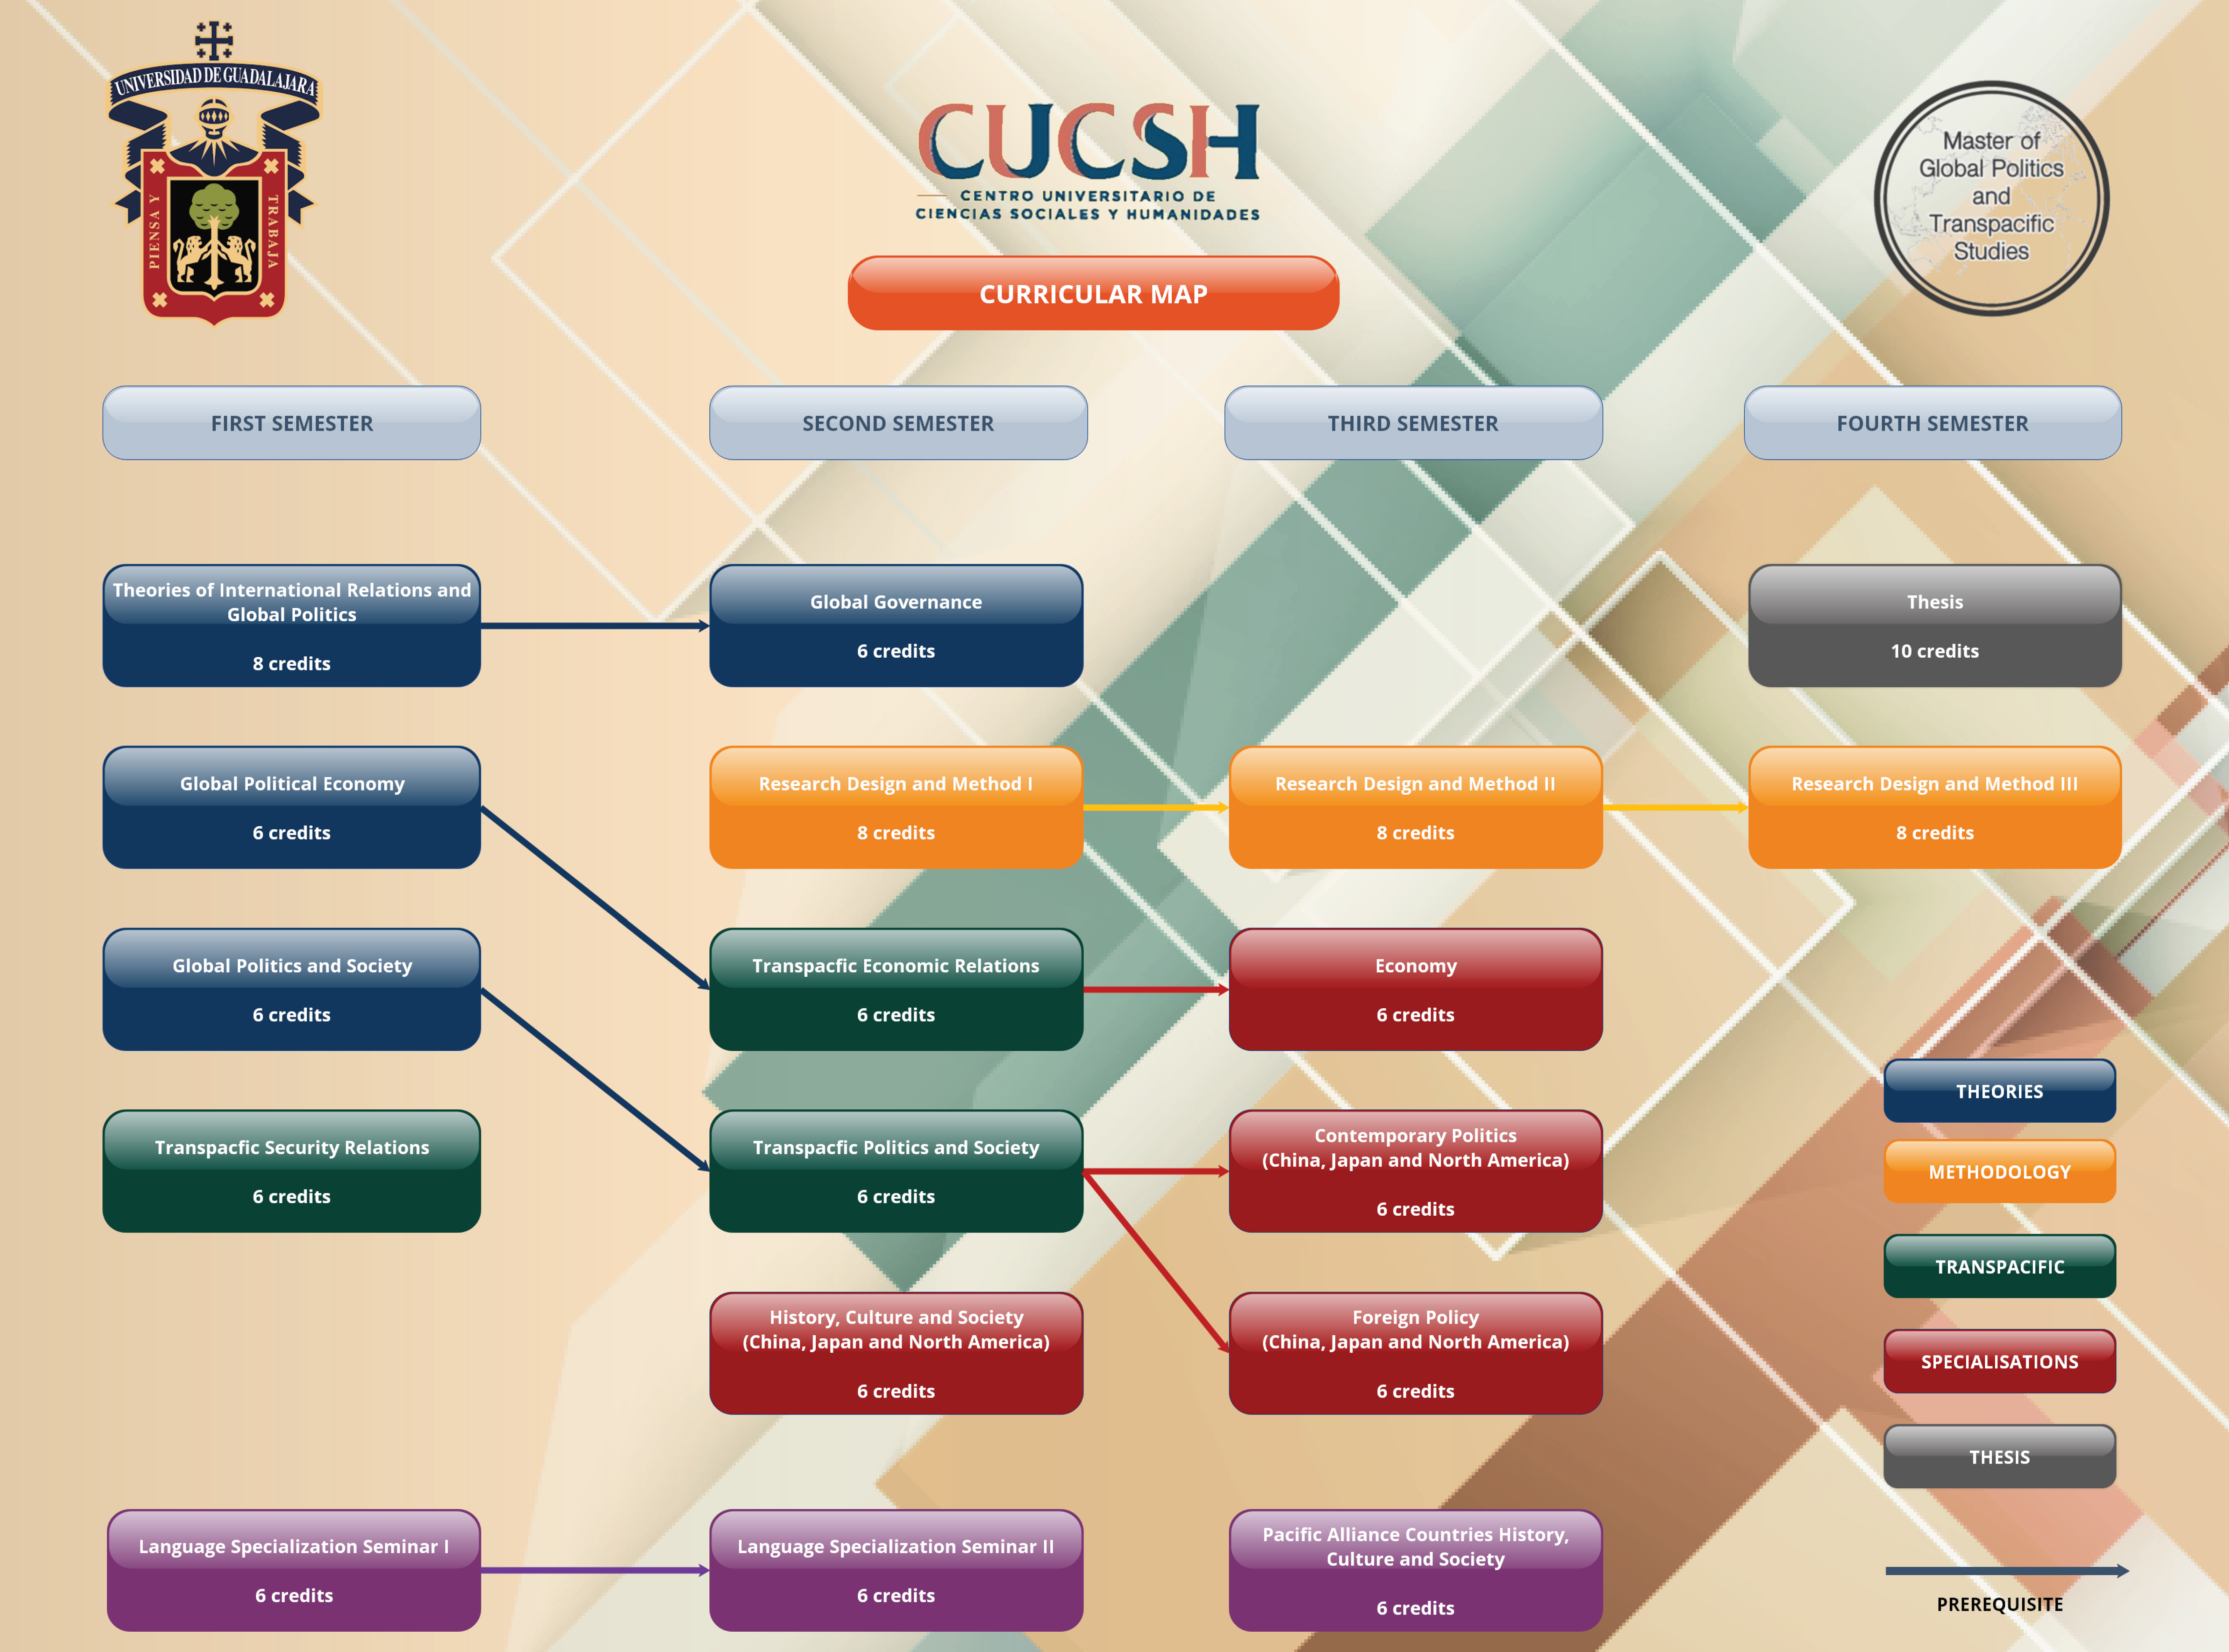 UNIVERSIDAD DE GUADALAJARA
PIENSA Y
TRABAJA
CUCSH
CENTRO UNIVERSITARIO DE
CIENCIAS SOCIALES Y HUMANIDADES
Master of
Global Politics
and
Transpacific
Studies
CURRICULAR MAP
FIRST SEMESTER
SECOND SEMESTER
THIRD SEMESTER
FOURTH SEMESTER
Theories of International Relations and
Global Politics
8 credits
Global Governance
6 credits
Thesis
10 credits
Global Political Economy
6 credits
Research Design and Method I
8 credits
Research Design and Method II
8 credits
Research Design and Method III
8 credits
Global Politics and Society
6 credits
Transpacfic Economic Relations
6 credits
Economy
6 credits
Transpacfic Security Relations
6 credits
Transpacfic Politics and Society
6 credits
Contemporary Politics
(China, Japan and North America)
6 credits
History, Culture and Society
(China, Japan and North America)
6 credits
Foreign Policy
(China, Japan and North America)
6 credits
Language Specialization Seminar I
6 credits
Language Specialization Seminar II
6 credits
Pacific Alliance Countries History,
Culture and Society
6 credits
THEORIES
METHODOLOGY
TRANSPACIFIC
SPECIALISATIONS
THESIS
PREREQUISITE